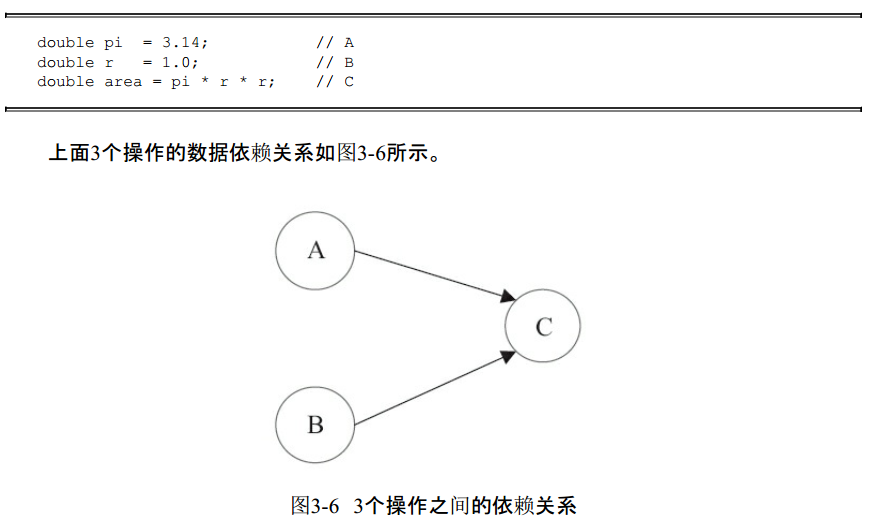 double pi  = 3.14;           // A
double r   = 1.0;            // B
double area = pi * r * r;    // C
上面3个操作的数据依赖关系如图3-6所示。
A
C
B
图3-6 3个操作之间的依赖关系